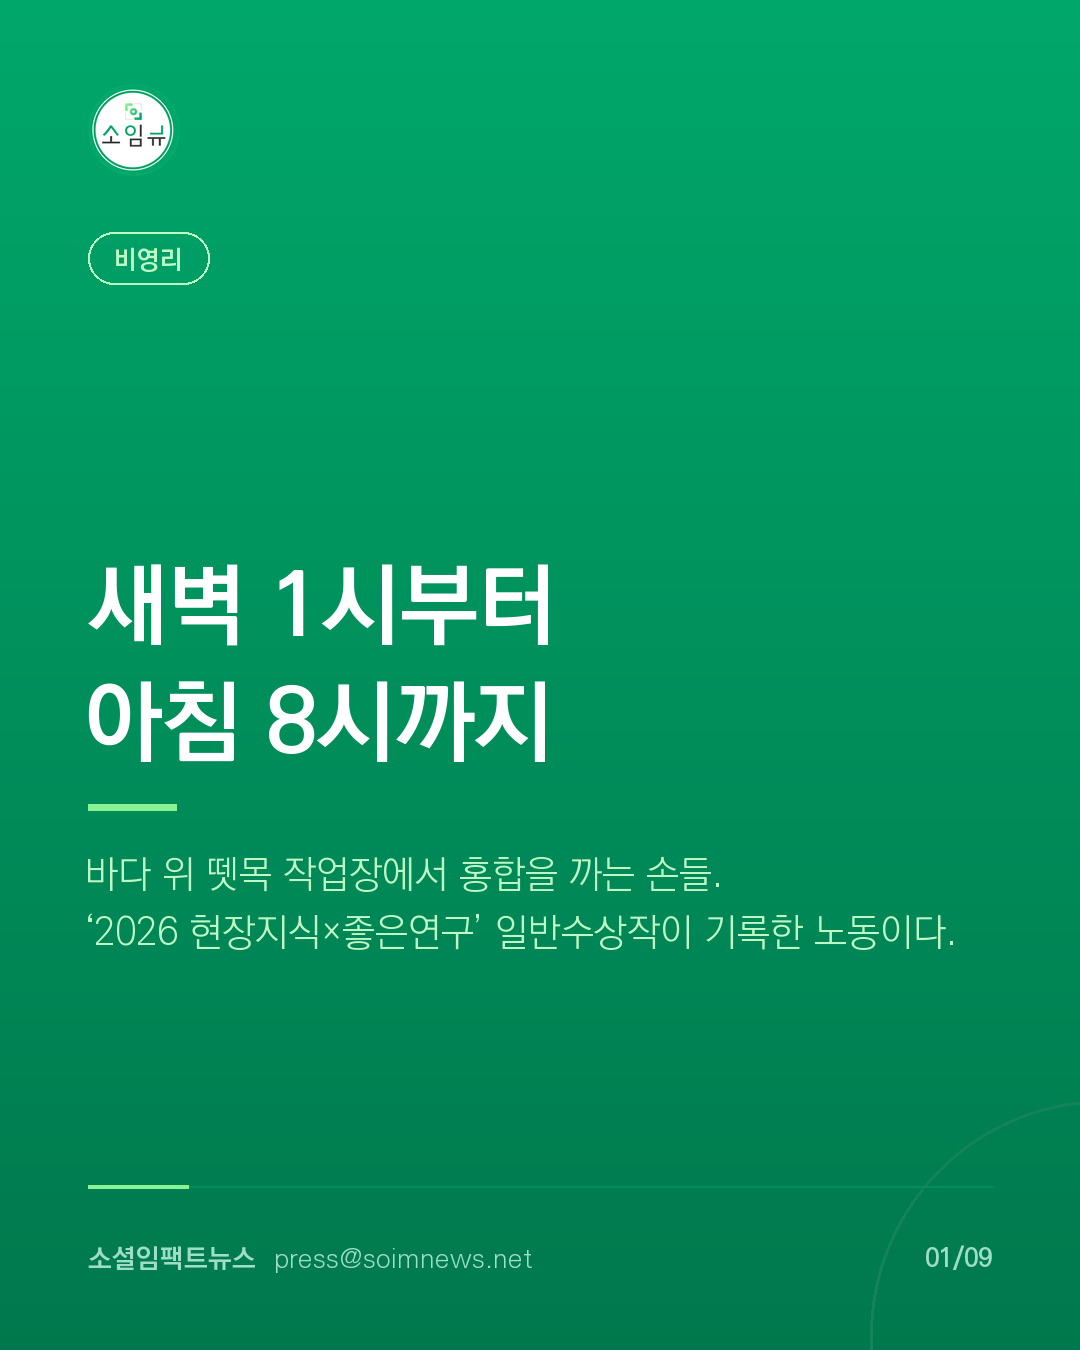 소임뉴
비영리
새벽 1시부터
아침 8시까지
바다 위 뗏목 작업장에서 홍합을 까는 손들.
‘2026 현장지식×좋은연구’ 일반수상작이 기록한 노동이다.
소셜임팩트뉴스 press@soimnews.net
01/09